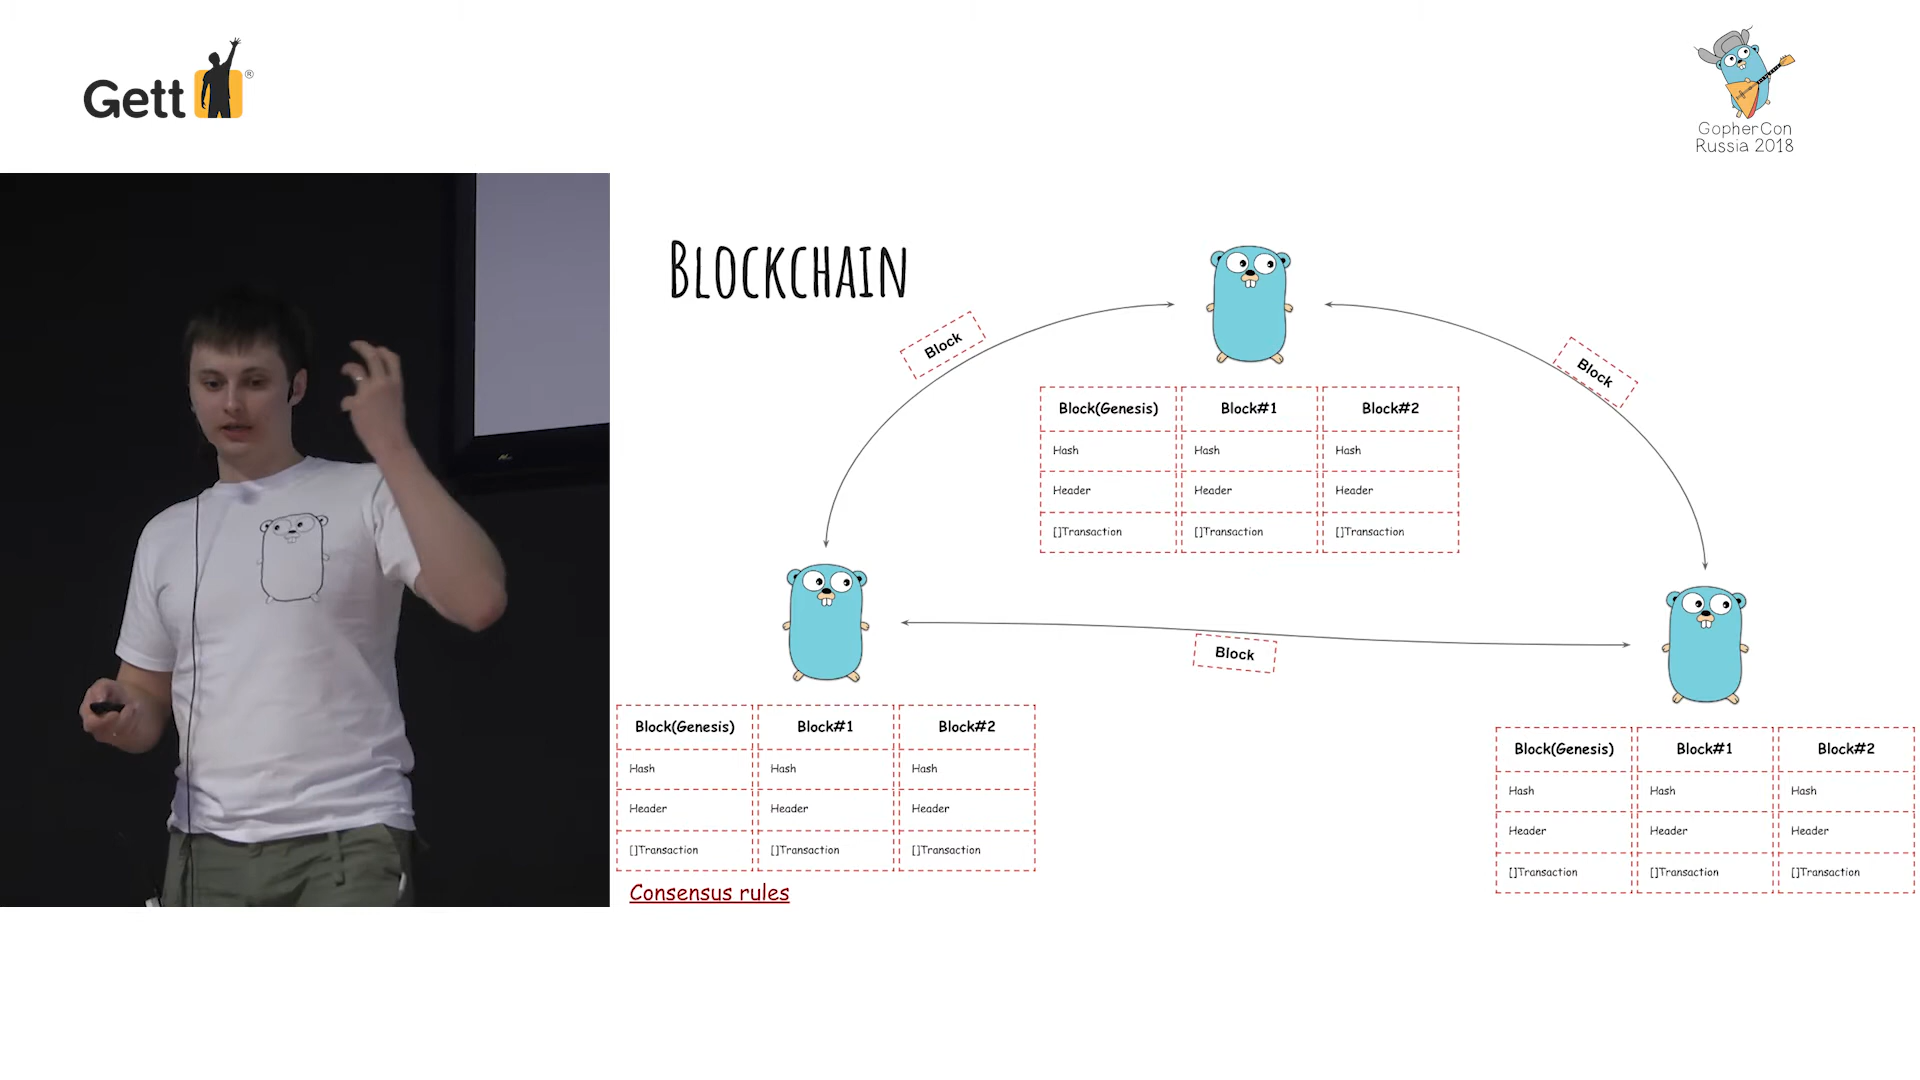 Gett®
GopherCon
Russia 2018
BLOCKCHAIN
Block
Block
Block(Genesis) Block#1 Block#2
Hash Hash Hash
Header Header Header
[]Transaction []Transaction []Transaction
Block
Block(Genesis) Block#1 Block#2
Hash Hash Hash
Header Header Header
[]Transaction []Transaction []Transaction
Consensus rules
Block(Genesis) Block#1 Block#2
Hash Hash Hash
Header Header Header
[]Transaction []Transaction []Transaction